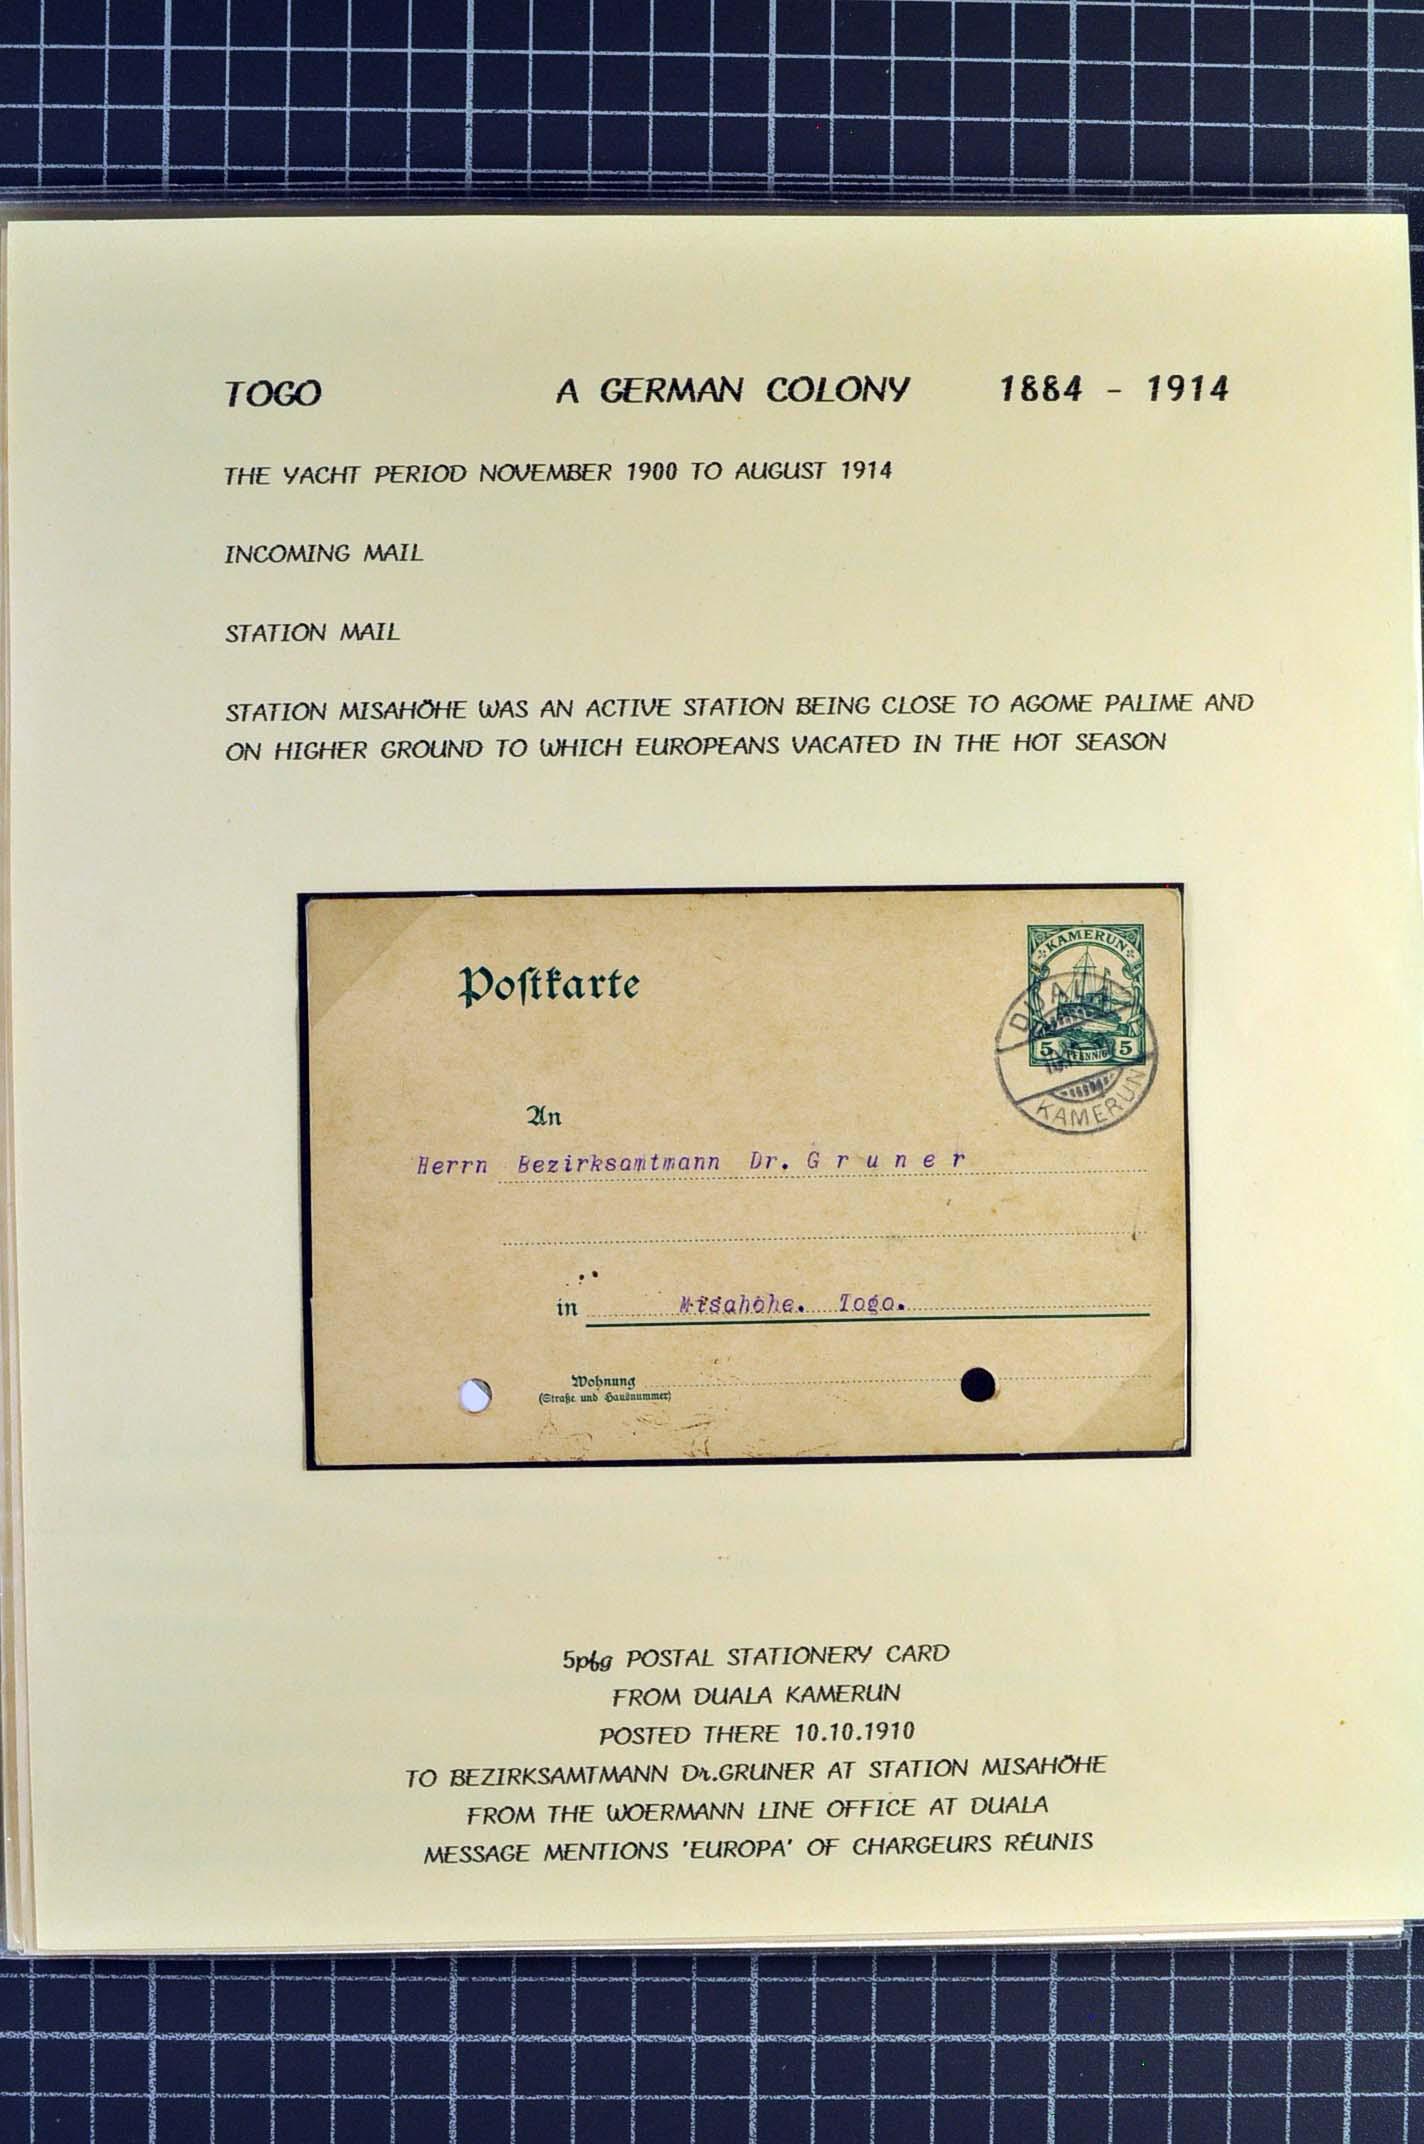 TOGO A GERMAN COLONY 1884 - 1914
THE YACHT PERIOD NOVEMBER 1900 TO AUGUST 1914
INCOMING MAIL
STATION MAIL
STATION MISAHÖHE WAS AN ACTIVE STATION BEING CLOSE TO AGOME PALIME AND
ON HIGHER GROUND TO WHICH EUROPEANS VACATED IN THE HOT SEASON
KAMERUN
Postkarte
DUALA
5 PFENNIG 5
KAMERUN
An
Herrn Bezirksamtmann Dr. Gruner
in Misahöhe. Togo.
Wohnung
(Straße und Hausnummer)
5pfg POSTAL STATIONERY CARD
FROM DUALA KAMERUN
POSTED THERE 10.10.1910
TO BEZIRKSAMTMANN Dr.GRUNER AT STATION MISAHÖHE
FROM THE WOERMANN LINE OFFICE AT DUALA
MESSAGE MENTIONS 'EUROPA' OF CHARGEURS RÉUNIS